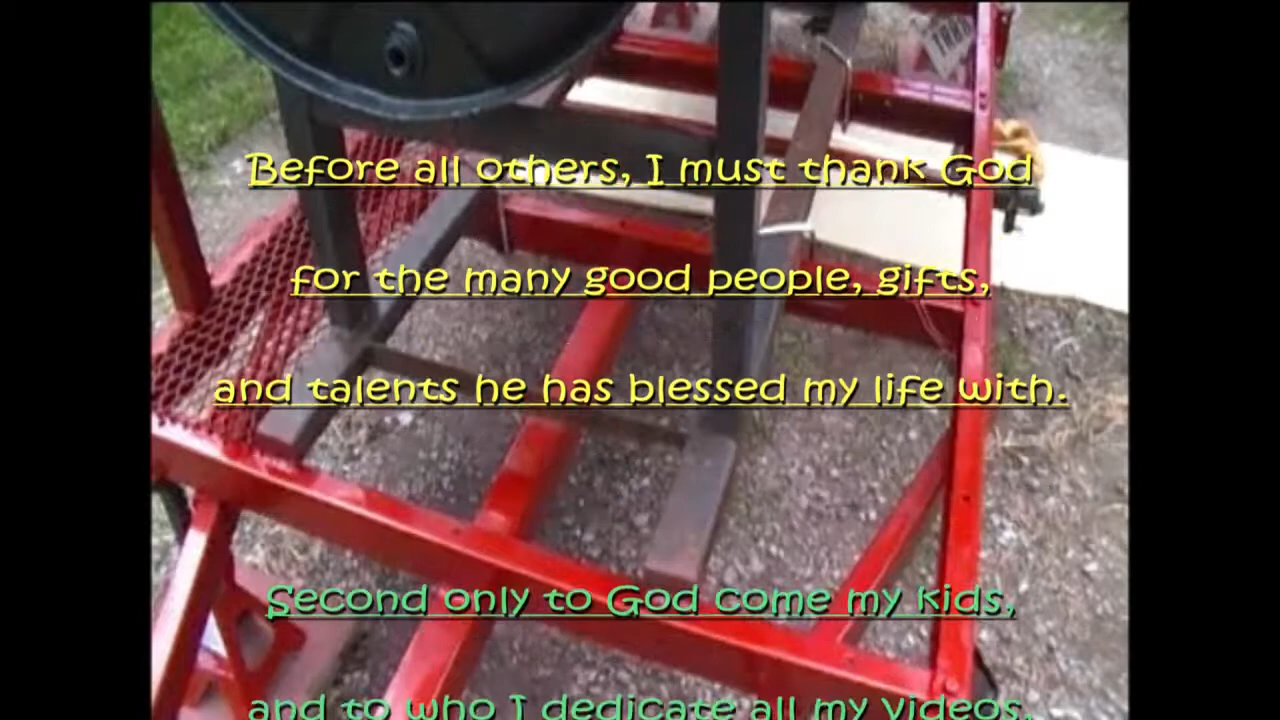 Before all others, I must thank God
for the many good people, gifts,
and talents he has blessed my life with.
Second only to God come my kids,
and to who I dedicate all my videos.